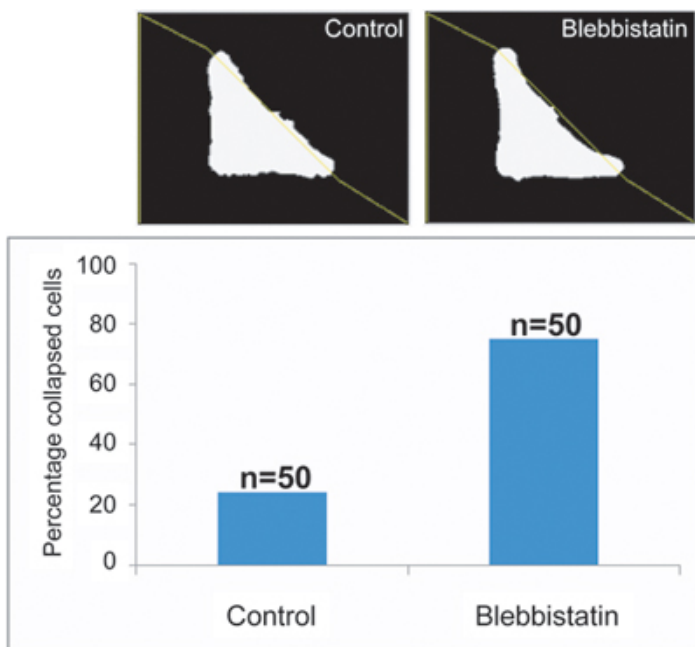 Control
Blebbistatin
Percentage collapsed cells
100
80
60
40
20
0
n=50
n=50
Control
Blebbistatin